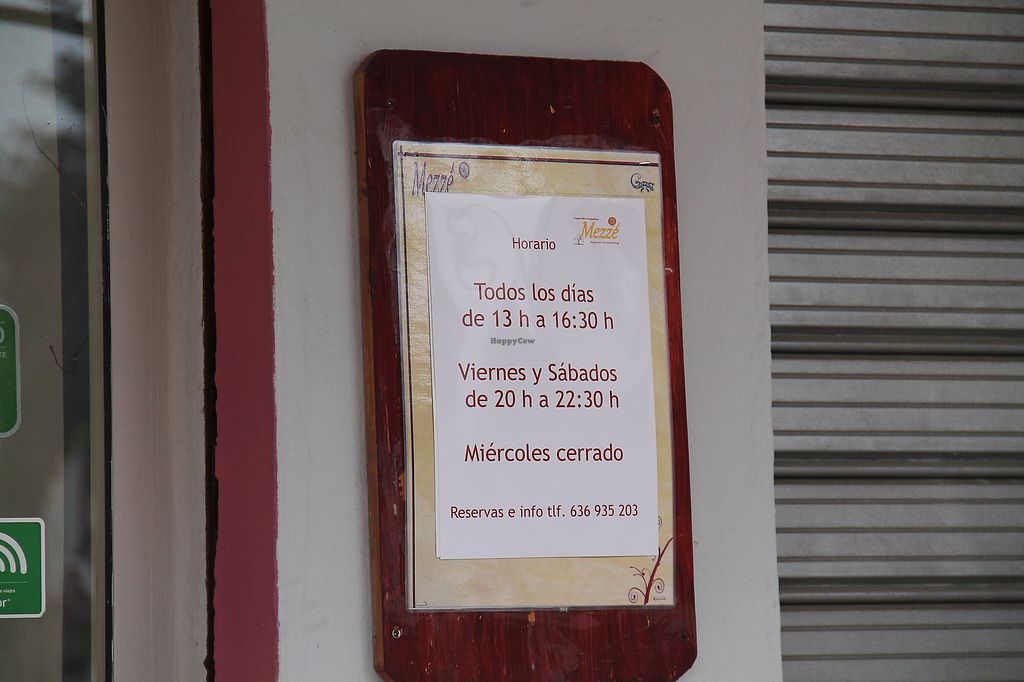 Mezzé
Mezzé
Horario
Todos los días
de 13 h a 16:30 h
HappyCow
Viernes y Sábados
de 20 h a 22:30 h
Miércoles cerrado
Reservas e info tlf. 636 935 203